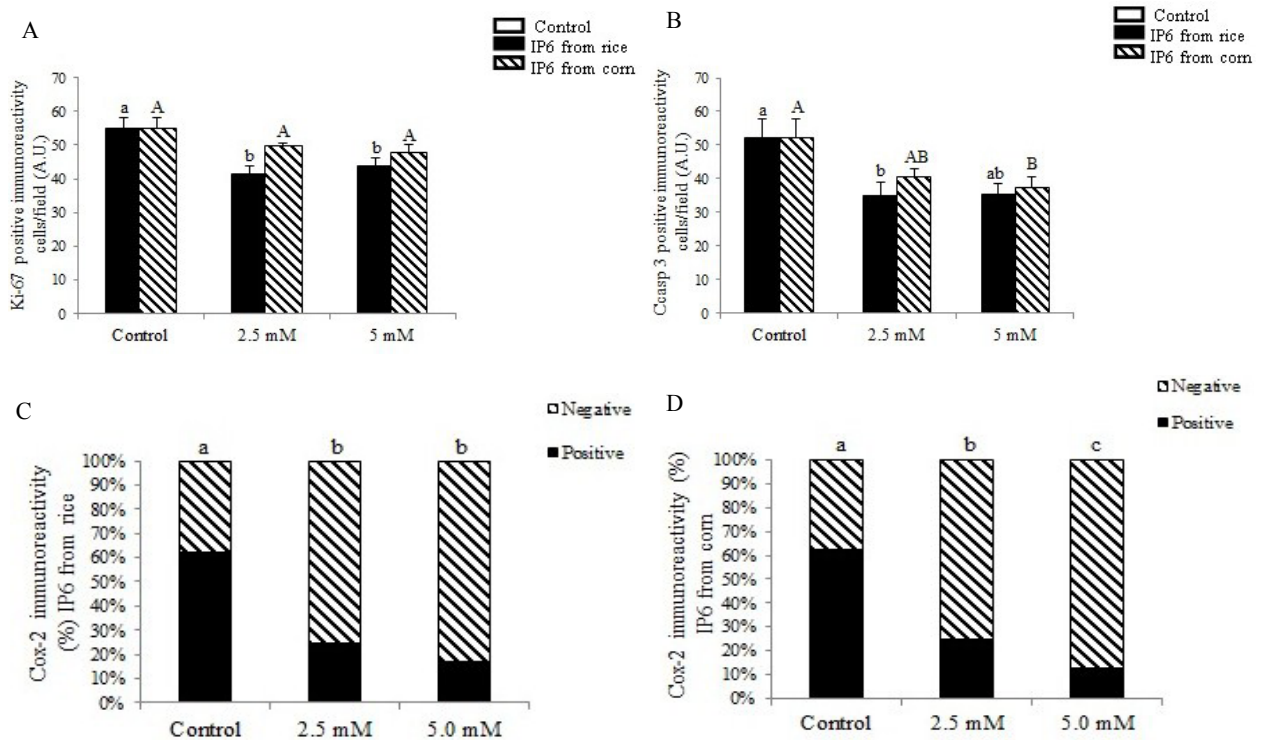 A
Control
IP6 from rice
IP6 from corn
Ki-67 positive immunoreactivity
cells/field (A.U.)
70
60
50
40
30
20
10
0
a
A
b
A
b
A
Control
2.5 mM
5 mM
B
Control
IP6 from rice
IP6 from corn
Ccasp 3 positive immunoreactivity
cells/field (A.U.)
70
60
50
40
30
20
10
0
a
A
b
AB
ab
B
Control
2.5 mM
5 mM
C
Negative
Positive
Cox-2 immunoreactivity
(%) IP6 from rice
100%
90%
80%
70%
60%
50%
40%
30%
20%
10%
0%
a
b
b
Control
2.5 mM
5.0 mM
D
Negative
Positive
Cox-2 immunoreactivity (%)
IP6 from corn
100%
90%
80%
70%
60%
50%
40%
30%
20%
10%
0%
a
b
c
Control
2.5 mM
5.0 mM